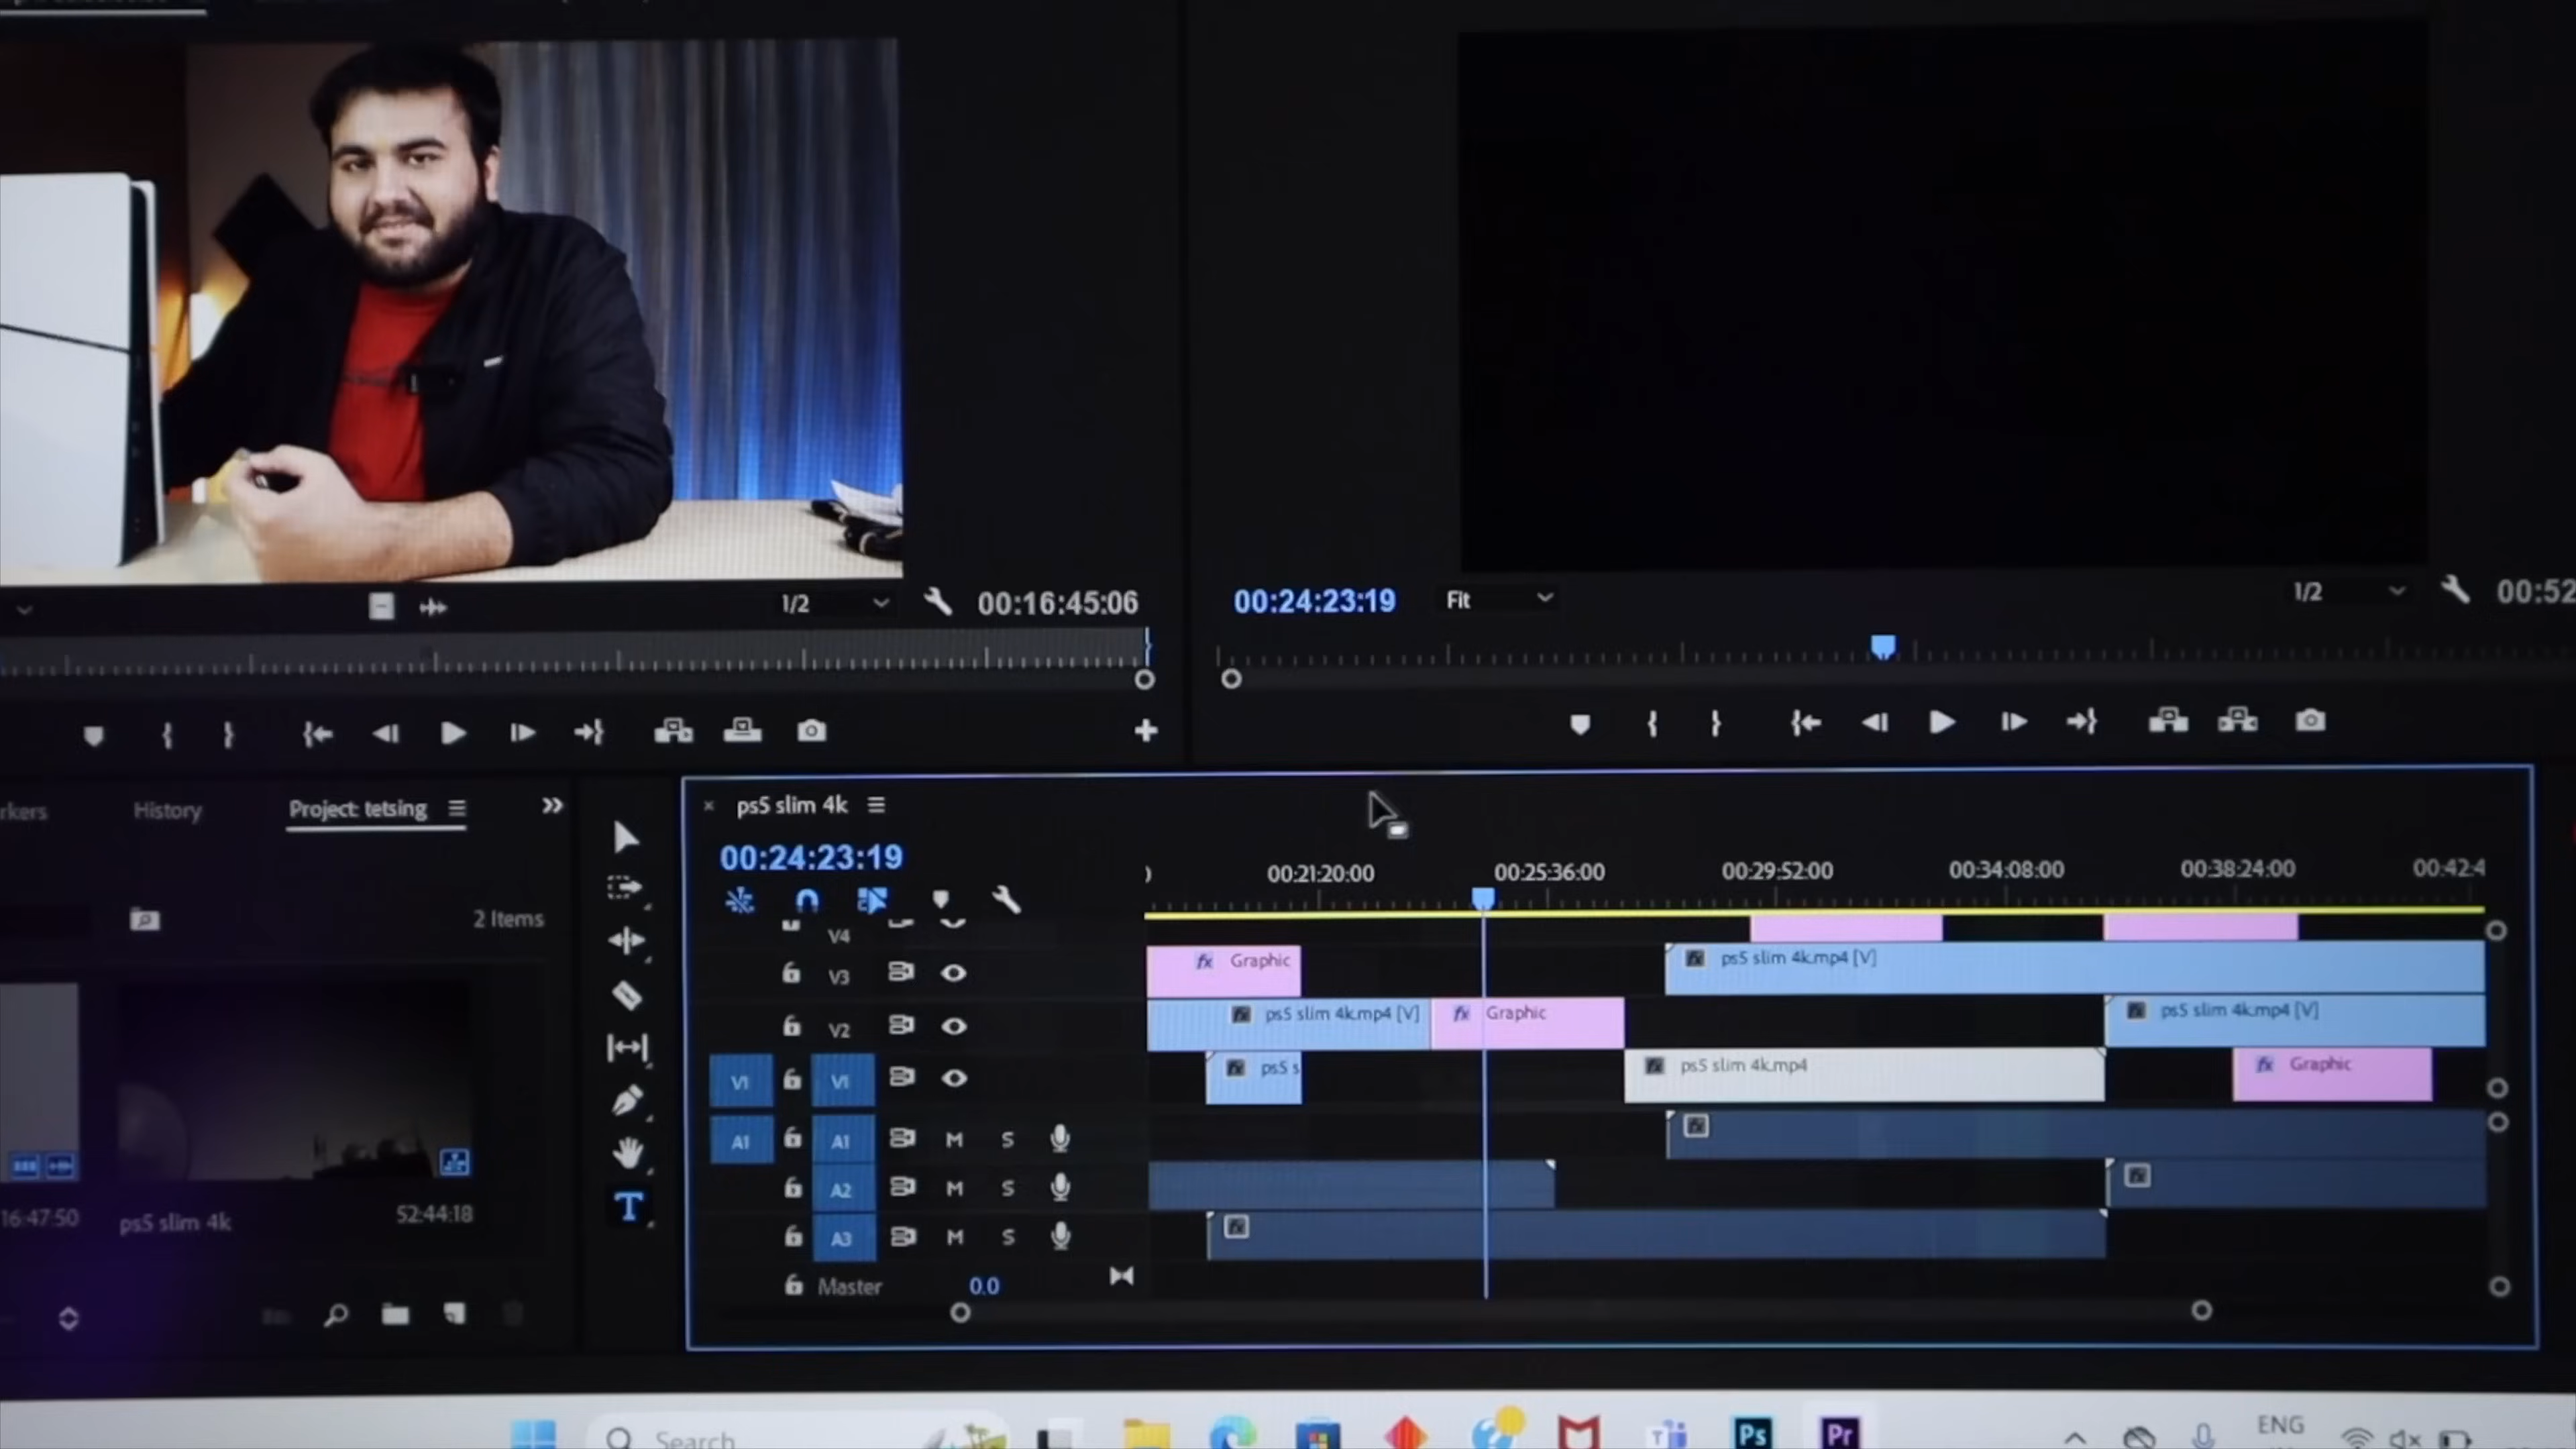 1/2
00:16:45:06
00:24:23:19
Fit
1/2
00:52
rkers
History
Project: tetsing
ps5 slim 4k
00:24:23:19
00:21:20:00
00:25:36:00
00:29:52:00
00:34:08:00
00:38:24:00
00:42:4
2 Items
V4
V3
fx Graphic
ps5 slim 4k.mp4 [V]
V2
ps5 slim 4k.mp4 [V]
fx Graphic
ps5 slim 4k.mp4 [V]
V1
V1
ps5 s
ps5 slim 4k.mp4
fx Graphic
A1
A1
M
S
A2
M
S
16:47:50
ps5 slim 4k
52:44:18
T
A3
M
S
Master
0.0
Search
Ps
Pr
ENG